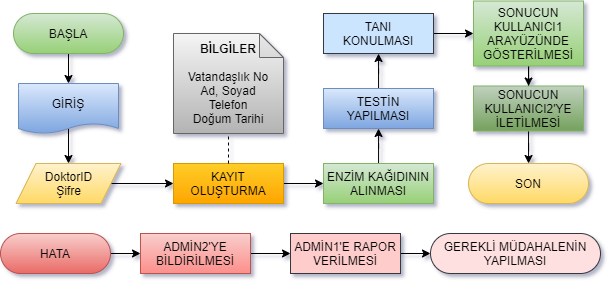 BAŞLA
GİRİŞ
DoktorID
Şifre
BİLGİLER
Vatandaşlık No
Ad, Soyad
Telefon
Doğum Tarihi
KAYIT
OLUŞTURMA
ENZİM KAĞIDININ
ALINMASI
TESTİN
YAPILMASI
TANI
KONULMASI
SONUCUN
KULLANICI1
ARAYÜZÜNDE
GÖSTERİLMESİ
SONUCUN
KULLANICI2'YE
İLETİLMESİ
SON
HATA
ADMİN2'YE
BİLDİRİLMESİ
ADMİN1'E RAPOR
VERİLMESİ
GEREKLİ MÜDAHALENİN
YAPILMASI